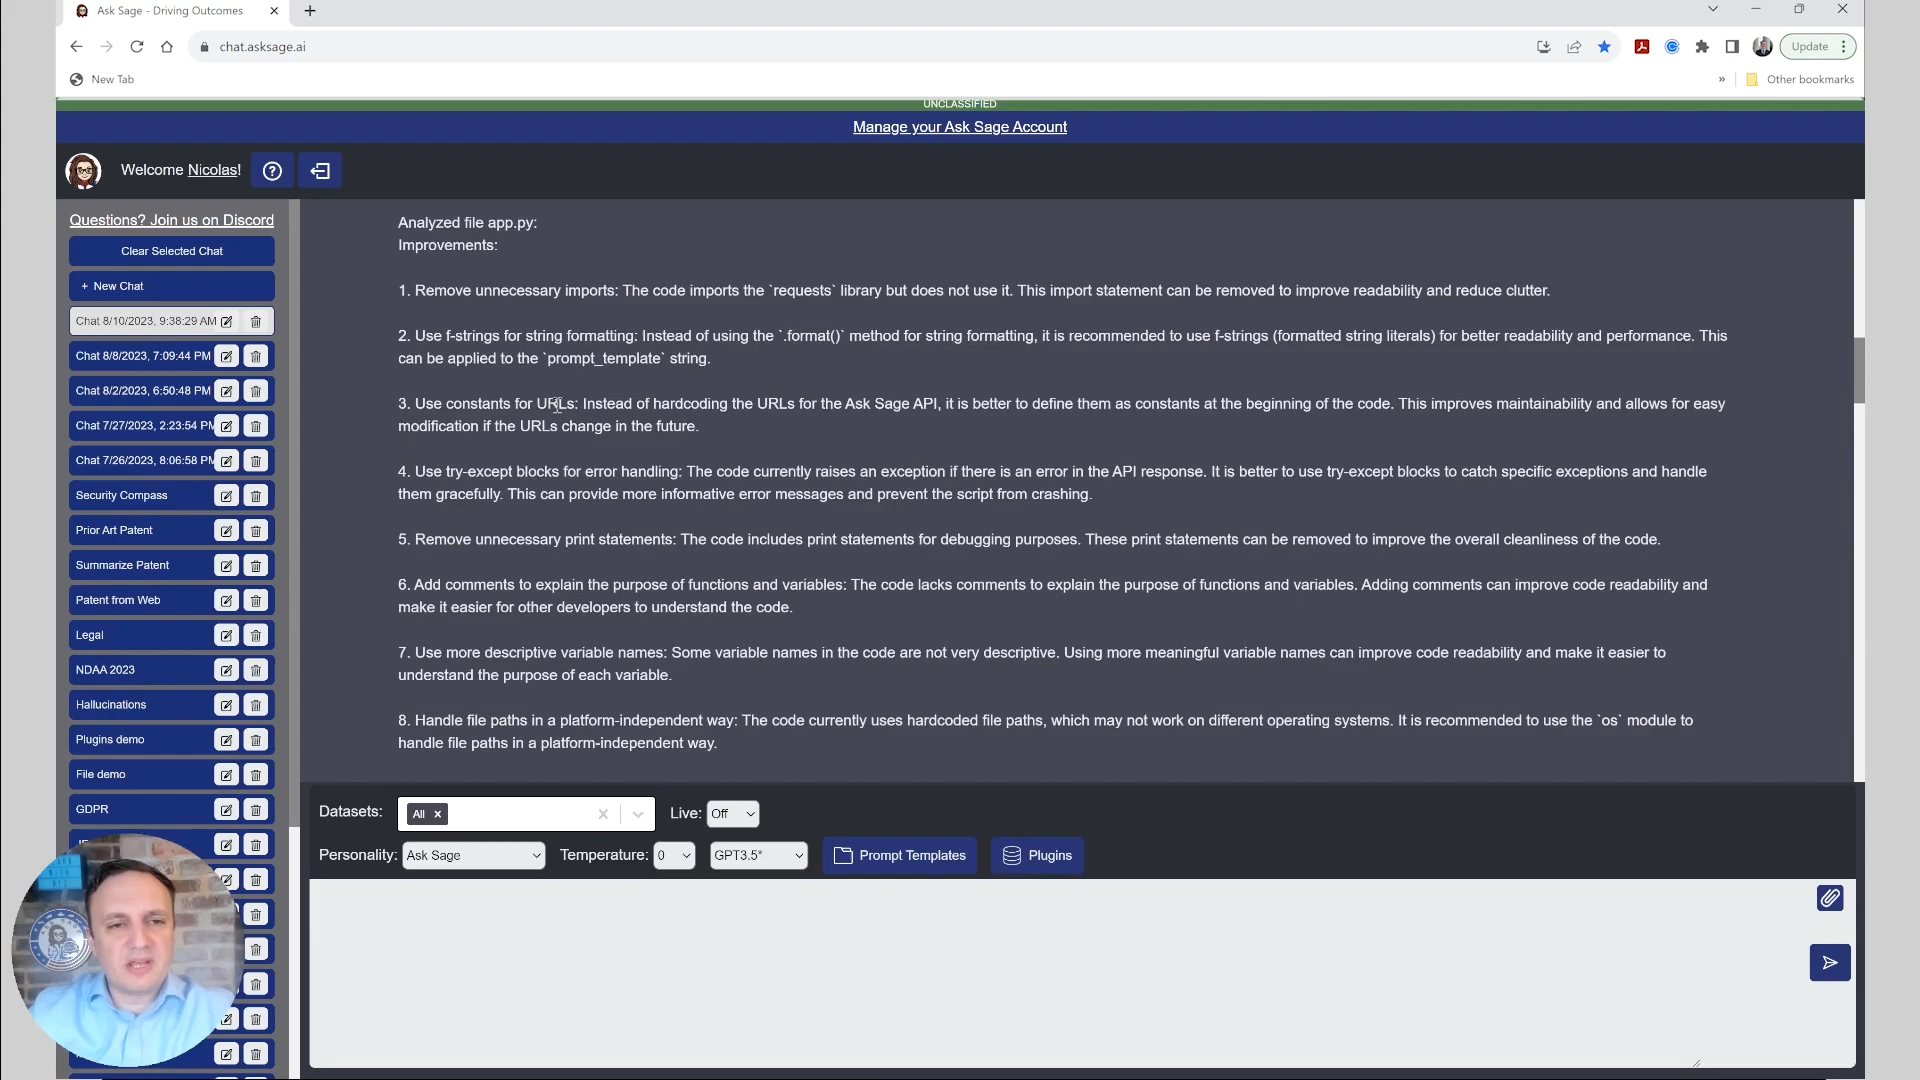 Ask Sage - Driving Outcomes
chat.asksage.ai
Update
New Tab
»
Other bookmarks
UNCLASSIFIED
Manage your Ask Sage Account
Welcome Nicolas!
Questions? Join us on Discord
Clear Selected Chat
+ New Chat
Chat 8/10/2023, 9:38:29 AM
Chat 8/8/2023, 7:09:44 PM
Chat 8/2/2023, 6:50:48 PM
Chat 7/27/2023, 2:23:54 PM
Chat 7/26/2023, 8:06:58 PM
Security Compass
Prior Art Patent
Summarize Patent
Patent from Web
Legal
NDAA 2023
Hallucinations
Plugins demo
File demo
GDPR
Analyzed file app.py:
Improvements:
1. Remove unnecessary imports: The code imports the `requests` library but does not use it. This import statement can be removed to improve readability and reduce clutter.
2. Use f-strings for string formatting: Instead of using the `.format()` method for string formatting, it is recommended to use f-strings (formatted string literals) for better readability and performance. This
can be applied to the `prompt_template` string.
3. Use constants for URLs: Instead of hardcoding the URLs for the Ask Sage API, it is better to define them as constants at the beginning of the code. This improves maintainability and allows for easy
modification if the URLs change in the future.
4. Use try-except blocks for error handling: The code currently raises an exception if there is an error in the API response. It is better to use try-except blocks to catch specific exceptions and handle
them gracefully. This can provide more informative error messages and prevent the script from crashing.
5. Remove unnecessary print statements: The code includes print statements for debugging purposes. These print statements can be removed to improve the overall cleanliness of the code.
6. Add comments to explain the purpose of functions and variables: The code lacks comments to explain the purpose of functions and variables. Adding comments can improve code readability and
make it easier for other developers to understand the code.
7. Use more descriptive variable names: Some variable names in the code are not very descriptive. Using more meaningful variable names can improve code readability and make it easier to
understand the purpose of each variable.
8. Handle file paths in a platform-independent way: The code currently uses hardcoded file paths, which may not work on different operating systems. It is recommended to use the `os` module to
handle file paths in a platform-independent way.
Datasets: All Live: Off
Personality: Ask Sage Temperature: 0 GPT3.5* Prompt Templates Plugins